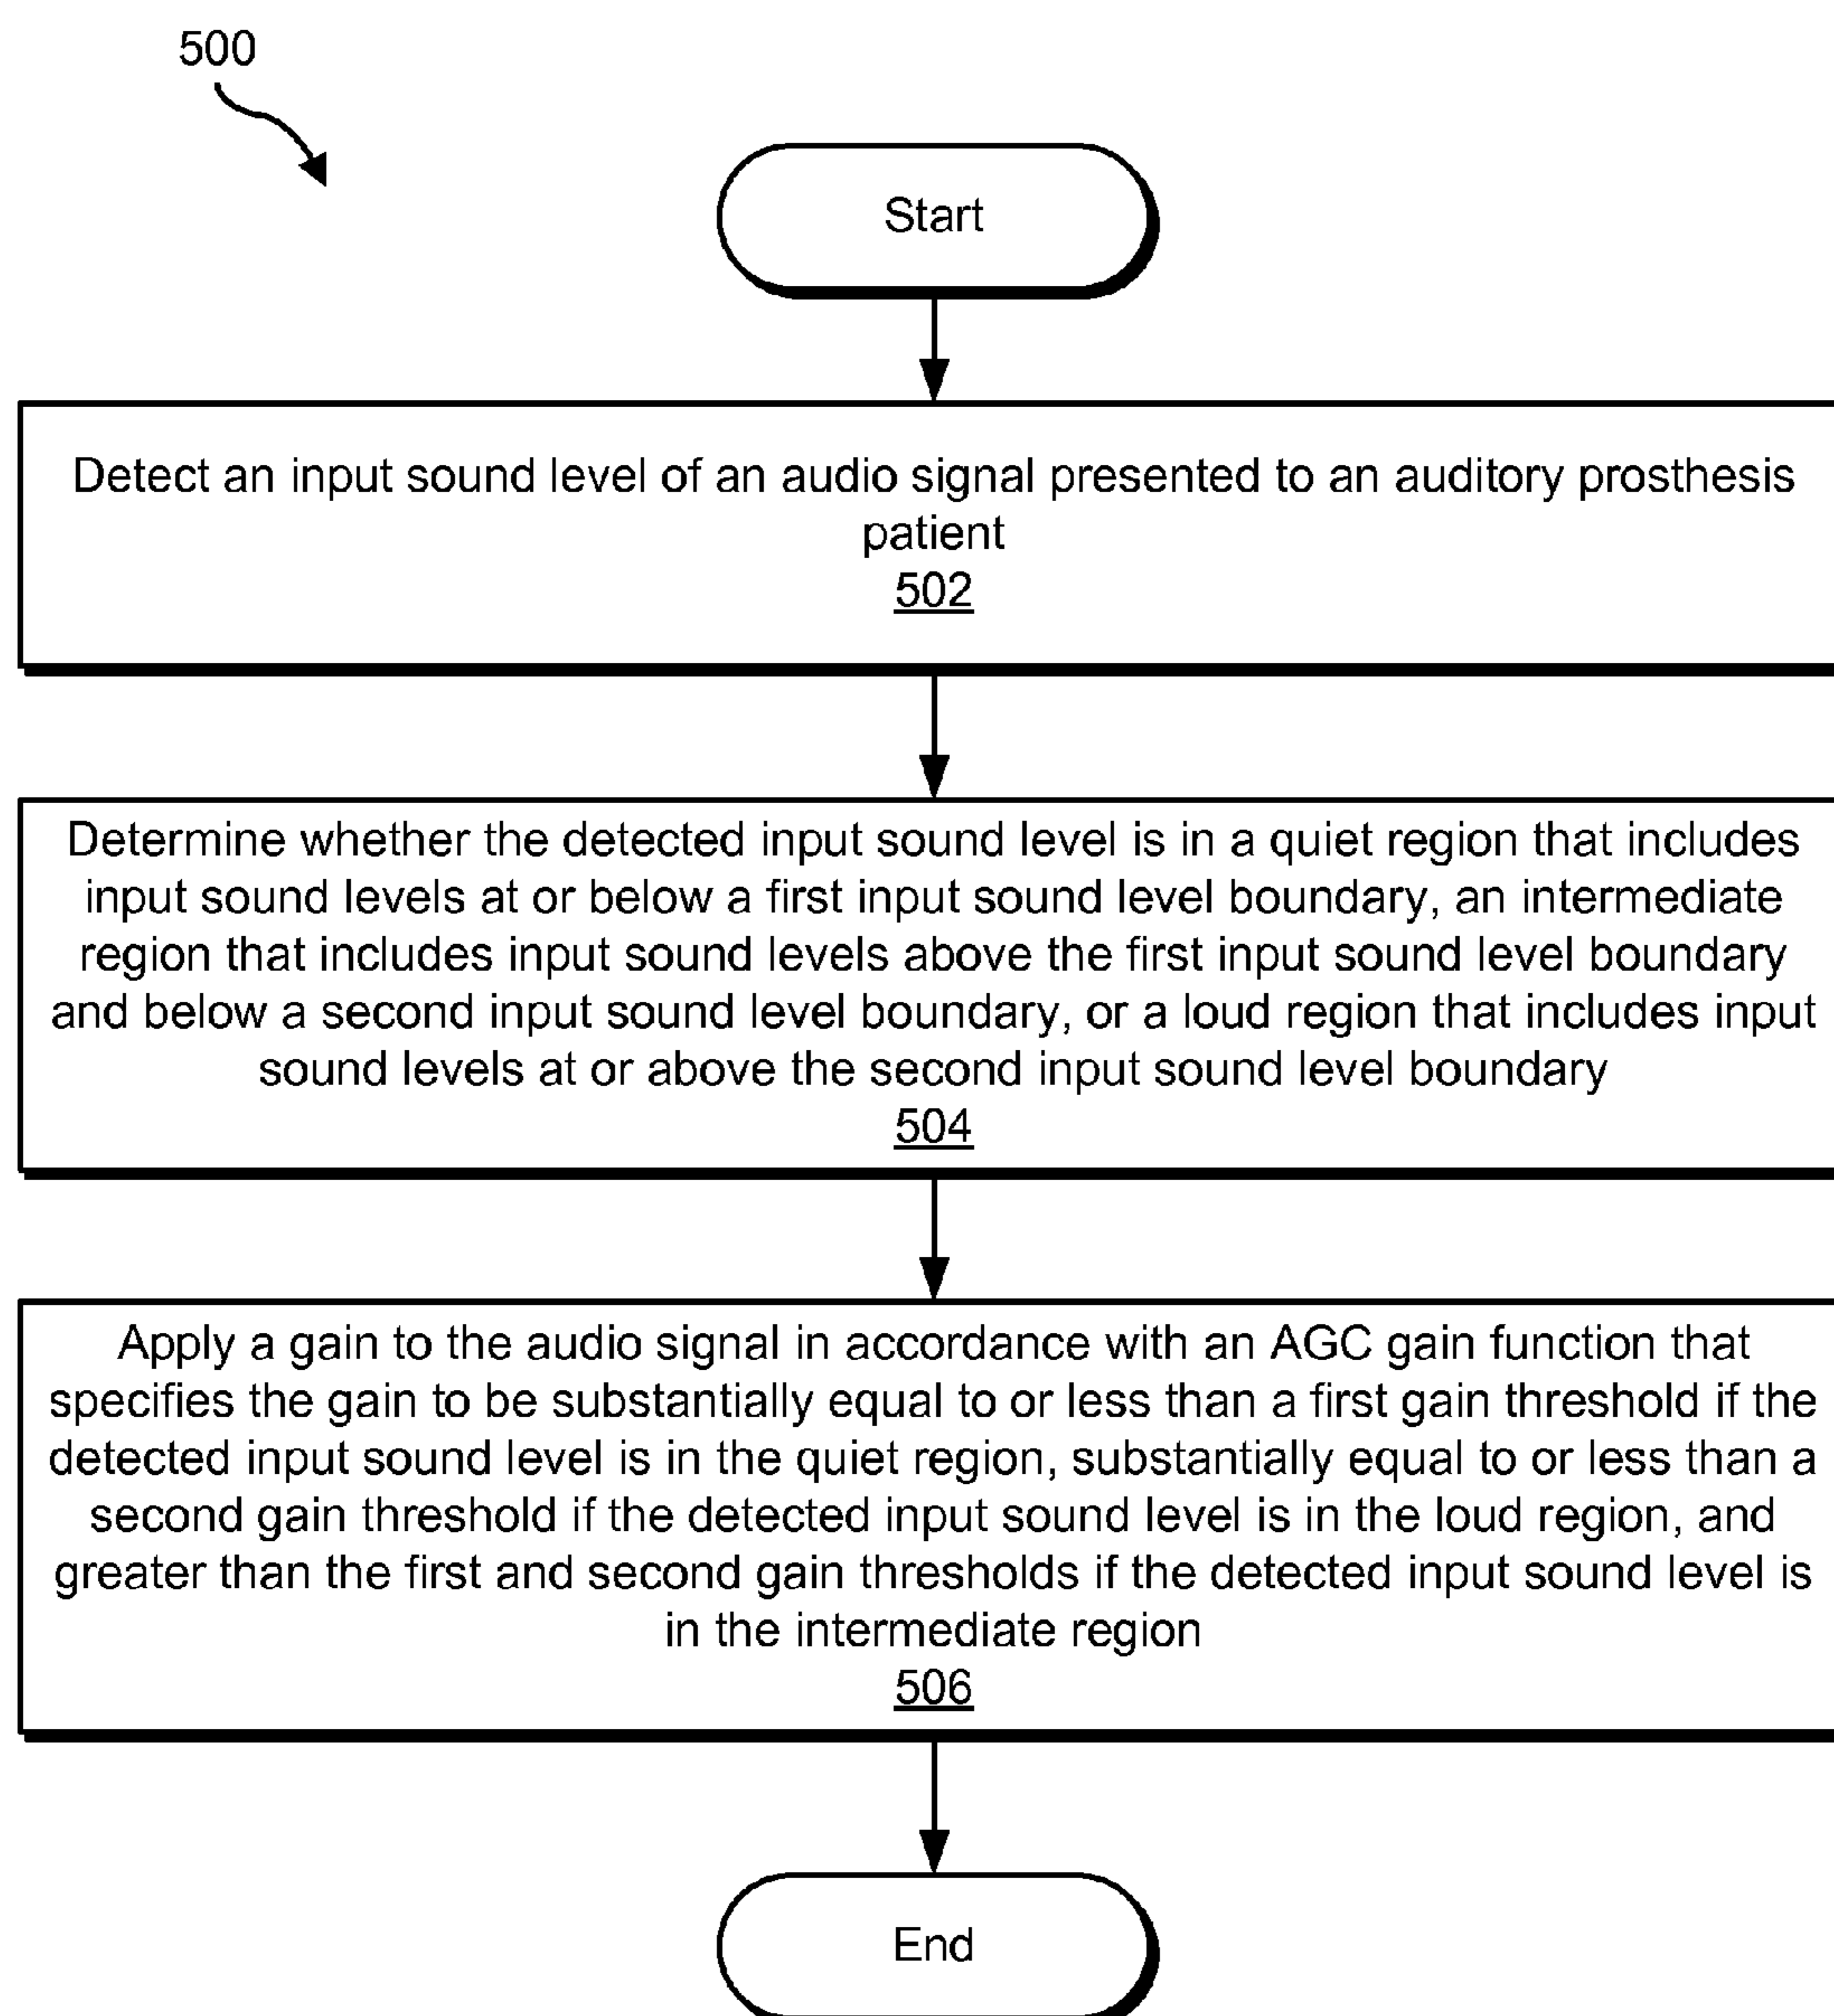 500
Start
Detect an input sound level of an audio signal presented to an auditory prosthesis
patient
502
Determine whether the detected input sound level is in a quiet region that includes
input sound levels at or below a first input sound level boundary, an intermediate
region that includes input sound levels above the first input sound level boundary
and below a second input sound level boundary, or a loud region that includes input
sound levels at or above the second input sound level boundary
504
Apply a gain to the audio signal in accordance with an AGC gain function that
specifies the gain to be substantially equal to or less than a first gain threshold if the
detected input sound level is in the quiet region, substantially equal to or less than a
second gain threshold if the detected input sound level is in the loud region, and
greater than the first and second gain thresholds if the detected input sound level is
in the intermediate region
506
End